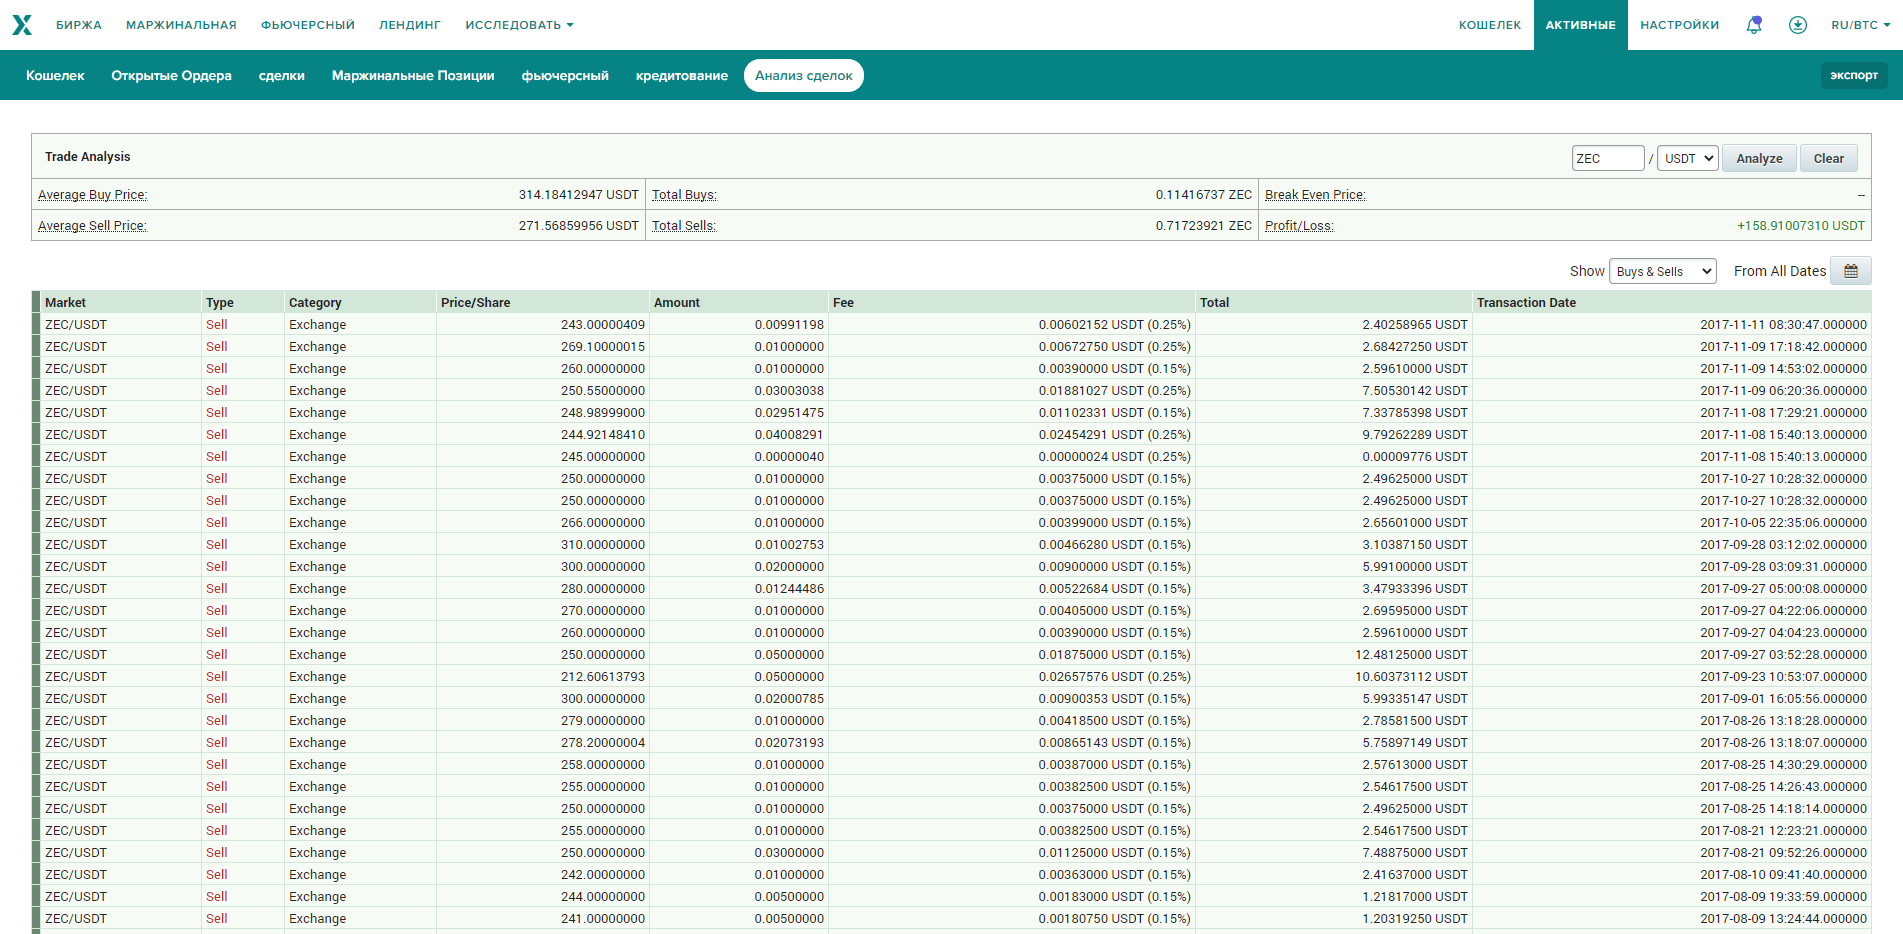 БИРЖА МАРЖИНАЛЬНАЯ ФЬЮЧЕРСНЫЙ ЛЕНДИНГ ИССЛЕДОВАТЬ КОШЕЛЕК АКТИВНЫЕ НАСТРОЙКИ RU/BTC
Кошелек Открытые Ордера сделки Маржинальные Позиции фьючерсный кредитование Анализ сделок экспорт
Trade Analysis ZEC / USDT Analyze Clear
Average Buy Price: 314.18412947 USDT Total Buys: 0.11416737 ZEC Break Even Price: --
Average Sell Price: 271.56859956 USDT Total Sells: 0.71723921 ZEC Profit/Loss: +158.91007310 USDT
Show Buys & Sells From All Dates
Market Type Category Price/Share Amount Fee Total Transaction Date
ZEC/USDT Sell Exchange 243.00000409 0.00991198 0.00602152 USDT (0.25%) 2.40258965 USDT 2017-11-11 08:30:47.000000
ZEC/USDT Sell Exchange 269.10000015 0.01000000 0.00672750 USDT (0.25%) 2.68427250 USDT 2017-11-09 17:18:42.000000
ZEC/USDT Sell Exchange 260.00000000 0.01000000 0.00390000 USDT (0.15%) 2.59610000 USDT 2017-11-09 14:53:02.000000
ZEC/USDT Sell Exchange 250.55000000 0.03003038 0.01881027 USDT (0.25%) 7.50530142 USDT 2017-11-09 06:20:36.000000
ZEC/USDT Sell Exchange 248.98999000 0.02951475 0.01102331 USDT (0.15%) 7.33785398 USDT 2017-11-08 17:29:21.000000
ZEC/USDT Sell Exchange 244.92148410 0.04008291 0.02454291 USDT (0.25%) 9.79262289 USDT 2017-11-08 15:40:13.000000
ZEC/USDT Sell Exchange 245.00000000 0.00000040 0.00000024 USDT (0.25%) 0.00009776 USDT 2017-11-08 15:40:13.000000
ZEC/USDT Sell Exchange 250.00000000 0.01000000 0.00375000 USDT (0.15%) 2.49625000 USDT 2017-10-27 10:28:32.000000
ZEC/USDT Sell Exchange 250.00000000 0.01000000 0.00375000 USDT (0.15%) 2.49625000 USDT 2017-10-27 10:28:32.000000
ZEC/USDT Sell Exchange 266.00000000 0.01000000 0.00399000 USDT (0.15%) 2.65601000 USDT 2017-10-05 22:35:06.000000
ZEC/USDT Sell Exchange 310.00000000 0.01002753 0.00466280 USDT (0.15%) 3.10387150 USDT 2017-09-28 03:12:02.000000
ZEC/USDT Sell Exchange 300.00000000 0.02000000 0.00900000 USDT (0.15%) 5.99100000 USDT 2017-09-28 03:09:31.000000
ZEC/USDT Sell Exchange 280.00000000 0.01244486 0.00522684 USDT (0.15%) 3.47933396 USDT 2017-09-27 05:00:08.000000
ZEC/USDT Sell Exchange 270.00000000 0.01000000 0.00405000 USDT (0.15%) 2.69595000 USDT 2017-09-27 04:22:06.000000
ZEC/USDT Sell Exchange 260.00000000 0.01000000 0.00390000 USDT (0.15%) 2.59610000 USDT 2017-09-27 04:04:23.000000
ZEC/USDT Sell Exchange 250.00000000 0.05000000 0.01875000 USDT (0.15%) 12.48125000 USDT 2017-09-27 03:52:28.000000
ZEC/USDT Sell Exchange 212.60613793 0.05000000 0.02657576 USDT (0.25%) 10.60373112 USDT 2017-09-23 10:53:07.000000
ZEC/USDT Sell Exchange 300.00000000 0.02000785 0.00900353 USDT (0.15%) 5.99335147 USDT 2017-09-01 16:05:56.000000
ZEC/USDT Sell Exchange 279.00000000 0.01000000 0.00418500 USDT (0.15%) 2.78581500 USDT 2017-08-26 13:18:28.000000
ZEC/USDT Sell Exchange 278.20000004 0.02073193 0.00865143 USDT (0.15%) 5.75897149 USDT 2017-08-26 13:18:07.000000
ZEC/USDT Sell Exchange 258.00000000 0.01000000 0.00387000 USDT (0.15%) 2.57613000 USDT 2017-08-25 14:30:29.000000
ZEC/USDT Sell Exchange 255.00000000 0.01000000 0.00382500 USDT (0.15%) 2.54617500 USDT 2017-08-25 14:26:43.000000
ZEC/USDT Sell Exchange 250.00000000 0.01000000 0.00375000 USDT (0.15%) 2.49625000 USDT 2017-08-25 14:18:14.000000
ZEC/USDT Sell Exchange 255.00000000 0.01000000 0.00382500 USDT (0.15%) 2.54617500 USDT 2017-08-21 12:23:21.000000
ZEC/USDT Sell Exchange 250.00000000 0.03000000 0.01125000 USDT (0.15%) 7.48875000 USDT 2017-08-21 09:52:26.000000
ZEC/USDT Sell Exchange 242.00000000 0.01000000 0.00363000 USDT (0.15%) 2.41637000 USDT 2017-08-10 09:41:40.000000
ZEC/USDT Sell Exchange 244.00000000 0.00500000 0.00183000 USDT (0.15%) 1.21817000 USDT 2017-08-09 19:33:59.000000
ZEC/USDT Sell Exchange 241.00000000 0.00500000 0.00180750 USDT (0.15%) 1.20319250 USDT 2017-08-09 13:24:44.000000